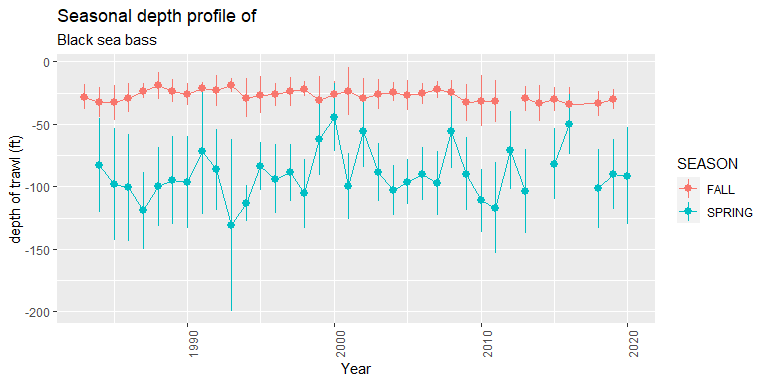 Seasonal depth profile of
Black sea bass
depth of trawl (ft)
0
-50
-100
-150
-200
1990
2000
2010
2020
Year
SEASON
FALL
SPRING